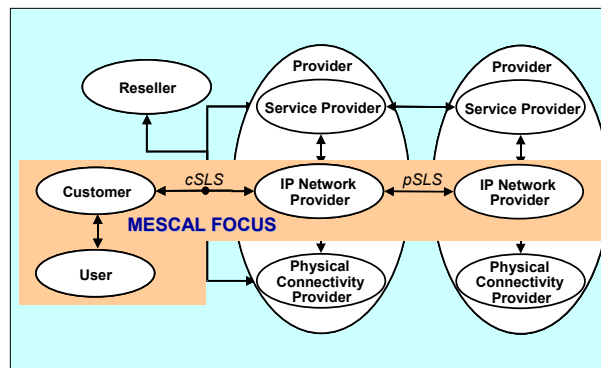 Provider
Provider
Reseller
Service Provider
Service Provider
cSLS
pSLS
Customer
IP Network
Provider
IP Network
Provider
MESCAL FOCUS
User
Physical
Connectivity
Provider
Physical
Connectivity
Provider